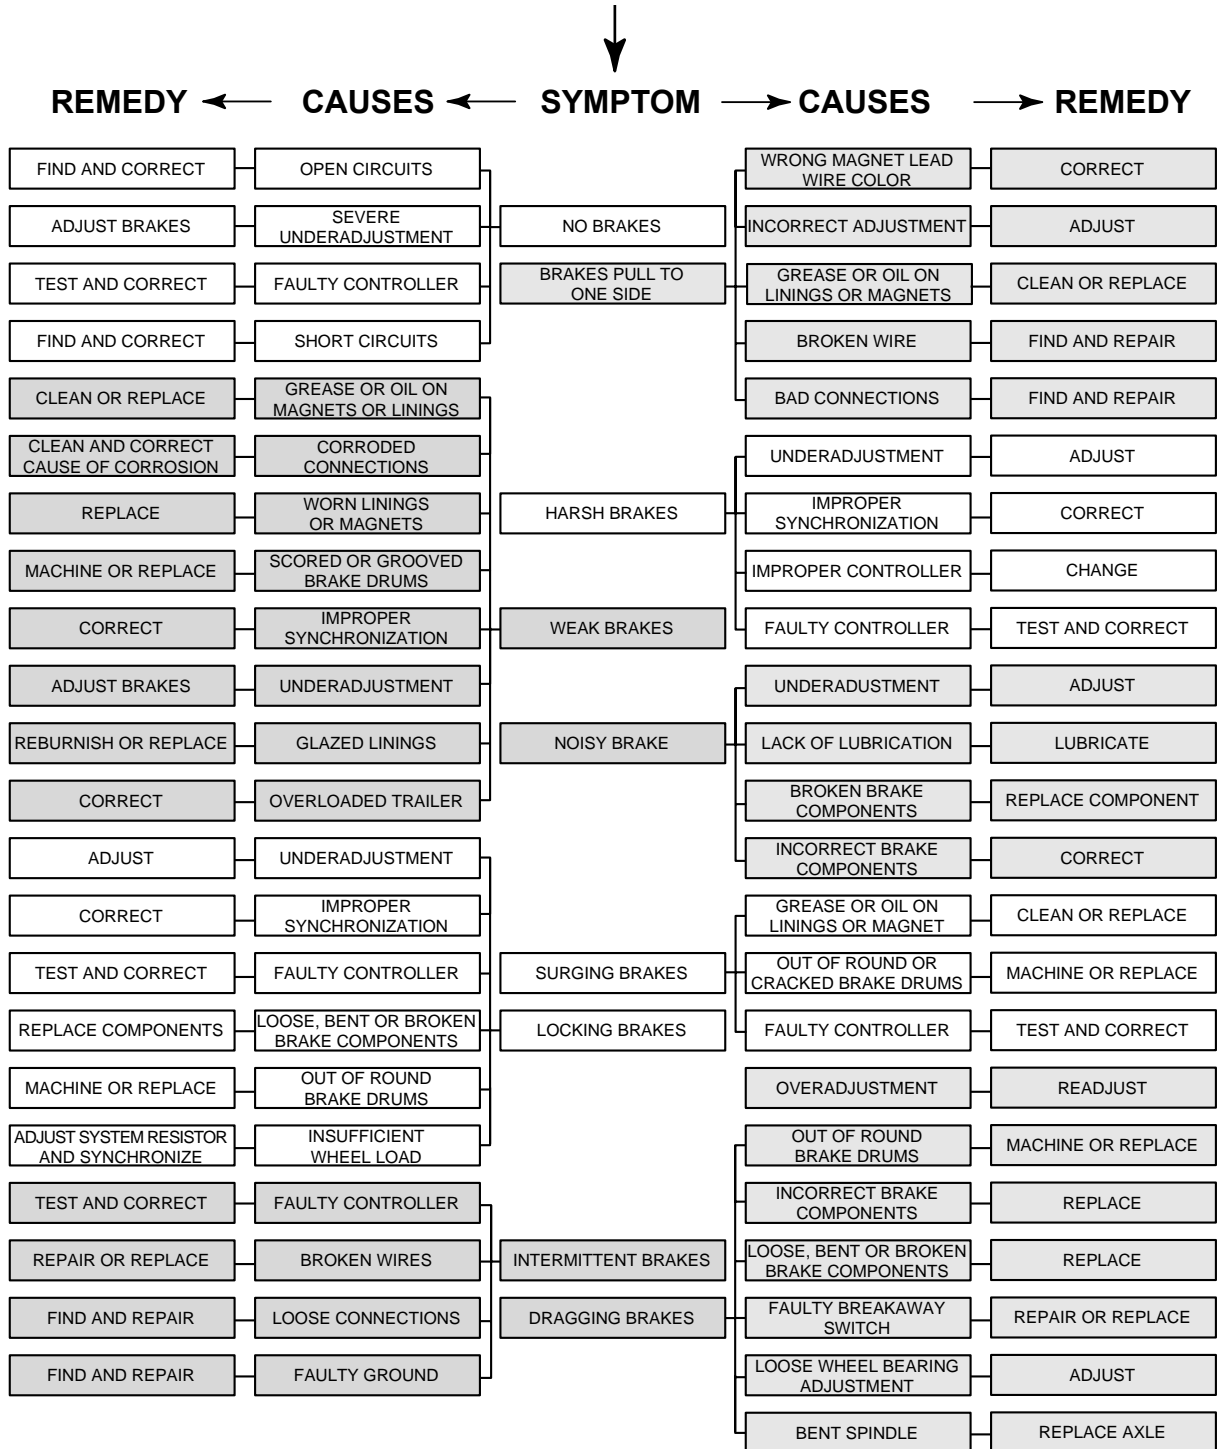 REMEDY CAUSES SYMPTOM CAUSES REMEDY
FIND AND CORRECT
OPEN CIRCUITS
WRONG MAGNET LEAD
WIRE COLOR
CORRECT
ADJUST BRAKES
SEVERE
UNDERADJUSTMENT
NO BRAKES
INCORRECT ADJUSTMENT
ADJUST
TEST AND CORRECT
FAULTY CONTROLLER
BRAKES PULL TO
ONE SIDE
GREASE OR OIL ON
LININGS OR MAGNETS
CLEAN OR REPLACE
FIND AND CORRECT
SHORT CIRCUITS
BROKEN WIRE
FIND AND REPAIR
CLEAN OR REPLACE
GREASE OR OIL ON
MAGNETS OR LININGS
BAD CONNECTIONS
FIND AND REPAIR
CLEAN AND CORRECT
CAUSE OF CORROSION
CORRODED
CONNECTIONS
UNDERADJUSTMENT
ADJUST
REPLACE
WORN LININGS
OR MAGNETS
HARSH BRAKES
IMPROPER
SYNCHRONIZATION
CORRECT
MACHINE OR REPLACE
SCORED OR GROOVED
BRAKE DRUMS
IMPROPER CONTROLLER
CHANGE
CORRECT
IMPROPER
SYNCHRONIZATION
WEAK BRAKES
FAULTY CONTROLLER
TEST AND CORRECT
ADJUST BRAKES
UNDERADJUSTMENT
UNDERADUSTMENT
ADJUST
REBURNISH OR REPLACE
GLAZED LININGS
NOISY BRAKE
LACK OF LUBRICATION
LUBRICATE
CORRECT
OVERLOADED TRAILER
BROKEN BRAKE
COMPONENTS
REPLACE COMPONENT
ADJUST
UNDERADJUSTMENT
INCORRECT BRAKE
COMPONENTS
CORRECT
CORRECT
IMPROPER
SYNCHRONIZATION
GREASE OR OIL ON
LININGS OR MAGNET
CLEAN OR REPLACE
TEST AND CORRECT
FAULTY CONTROLLER
SURGING BRAKES
OUT OF ROUND OR
CRACKED BRAKE DRUMS
MACHINE OR REPLACE
REPLACE COMPONENTS
LOOSE, BENT OR BROKEN
BRAKE COMPONENTS
LOCKING BRAKES
FAULTY CONTROLLER
TEST AND CORRECT
MACHINE OR REPLACE
OUT OF ROUND
BRAKE DRUMS
OVERADJUSTMENT
READJUST
ADJUST SYSTEM RESISTOR
AND SYNCHRONIZE
INSUFFICIENT
WHEEL LOAD
OUT OF ROUND
BRAKE DRUMS
MACHINE OR REPLACE
TEST AND CORRECT
FAULTY CONTROLLER
INCORRECT BRAKE
COMPONENTS
REPLACE
REPAIR OR REPLACE
BROKEN WIRES
INTERMITTENT BRAKES
LOOSE, BENT OR BROKEN
BRAKE COMPONENTS
REPLACE
FIND AND REPAIR
LOOSE CONNECTIONS
DRAGGING BRAKES
FAULTY BREAKAWAY
SWITCH
REPAIR OR REPLACE
FIND AND REPAIR
FAULTY GROUND
LOOSE WHEEL BEARING
ADJUSTMENT
ADJUST
BENT SPINDLE
REPLACE AXLE